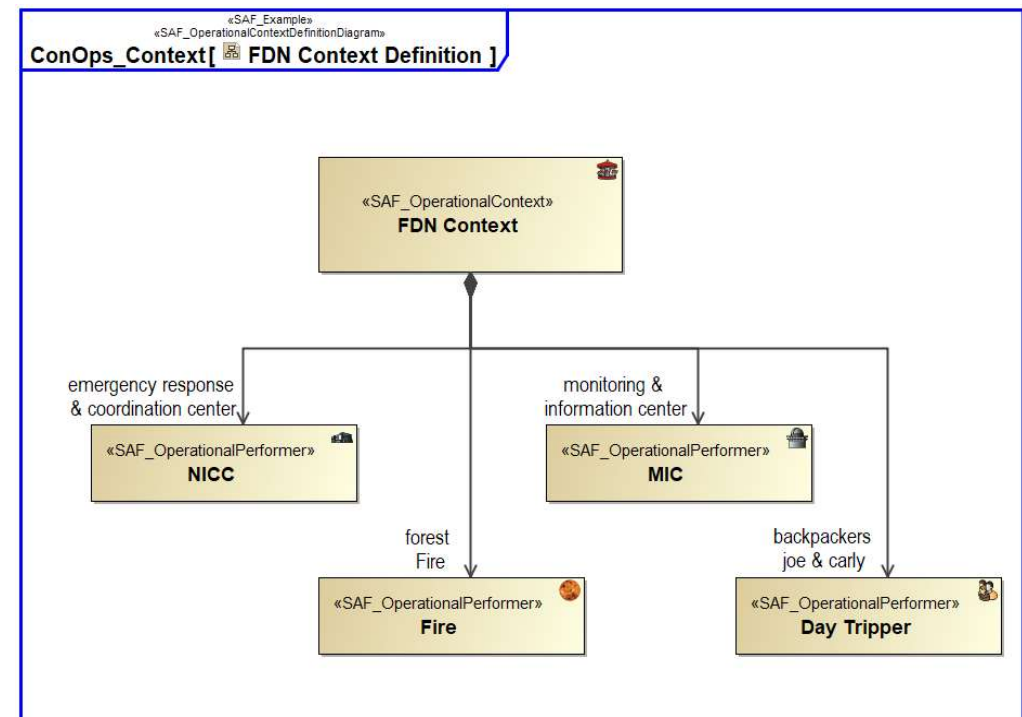 «SAF_Example»
«SAF_OperationalContextDefinitionDiagram»
ConOps_Context[ FDN Context Definition ]
«SAF_OperationalContext»
FDN Context
emergency response
& coordination center
«SAF_OperationalPerformer»
NICC
monitoring &
information center
«SAF_OperationalPerformer»
MIC
forest
Fire
«SAF_OperationalPerformer»
Fire
backpackers
joe & carly
«SAF_OperationalPerformer»
Day Tripper